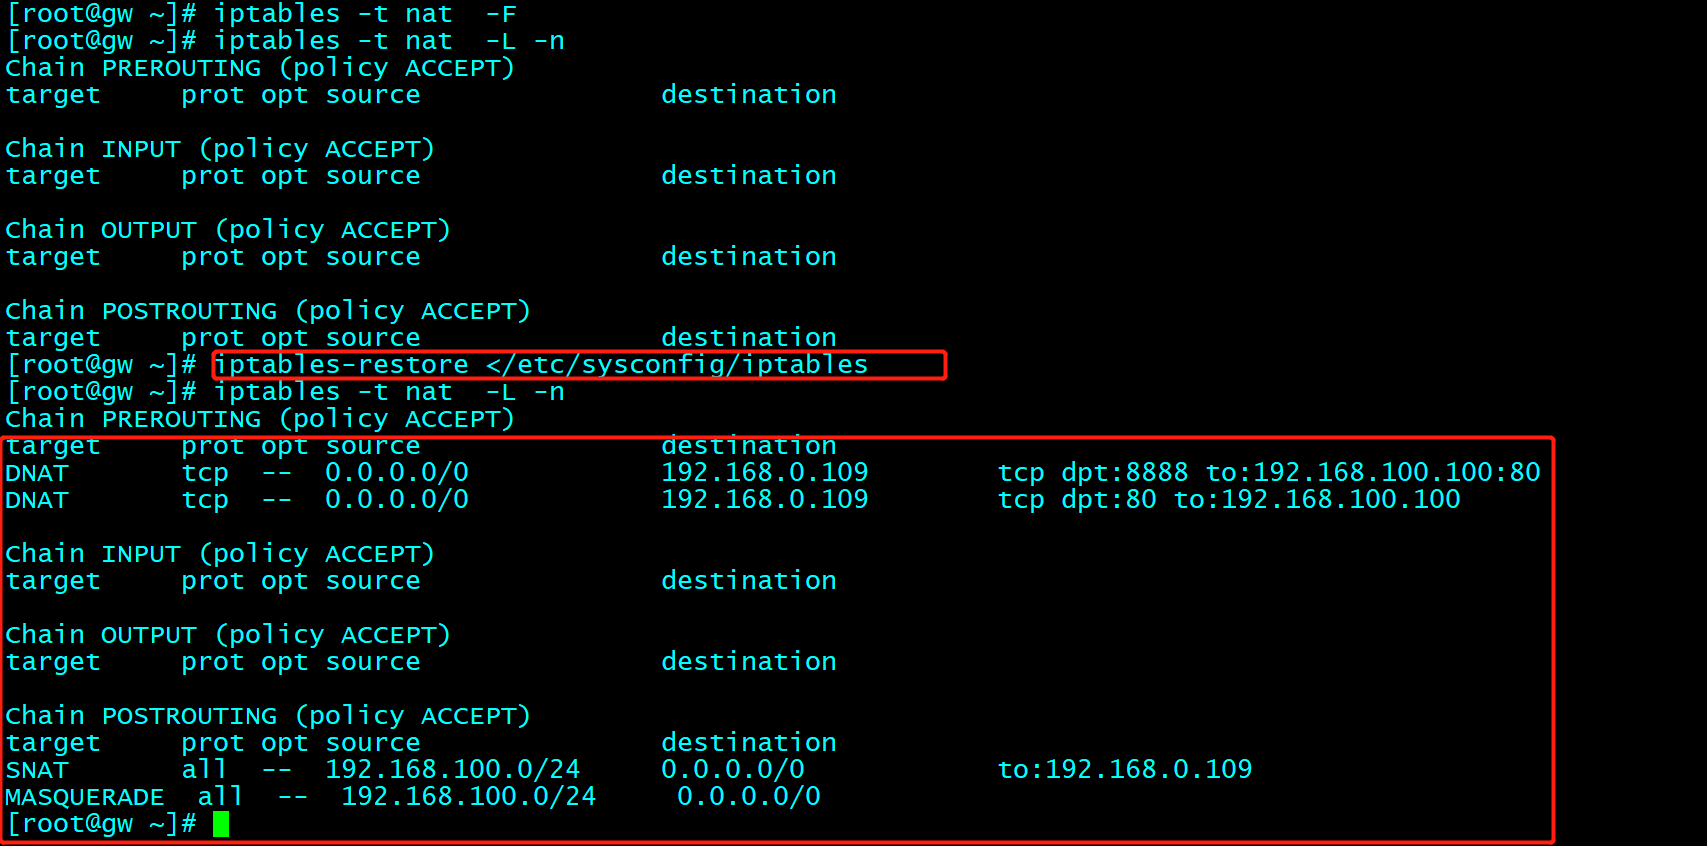 [root@gw ~]# iptables -t nat  -F
[root@gw ~]# iptables -t nat  -L -n
Chain PREROUTING (policy ACCEPT)
target     prot opt source               destination

Chain INPUT (policy ACCEPT)
target     prot opt source               destination

Chain OUTPUT (policy ACCEPT)
target     prot opt source               destination

Chain POSTROUTING (policy ACCEPT)
target     prot opt source               destination
[root@gw ~]# iptables-restore </etc/sysconfig/iptables
[root@gw ~]# iptables -t nat  -L -n
Chain PREROUTING (policy ACCEPT)
target     prot opt source               destination
DNAT       tcp  --  0.0.0.0/0            192.168.0.109        tcp dpt:8888 to:192.168.100.100:80
DNAT       tcp  --  0.0.0.0/0            192.168.0.109        tcp dpt:80 to:192.168.100.100

Chain INPUT (policy ACCEPT)
target     prot opt source               destination

Chain OUTPUT (policy ACCEPT)
target     prot opt source               destination

Chain POSTROUTING (policy ACCEPT)
target     prot opt source               destination
SNAT       all  --  192.168.100.0/24     0.0.0.0/0            to:192.168.0.109
MASQUERADE  all  --  192.168.100.0/24     0.0.0.0/0
[root@gw ~]#